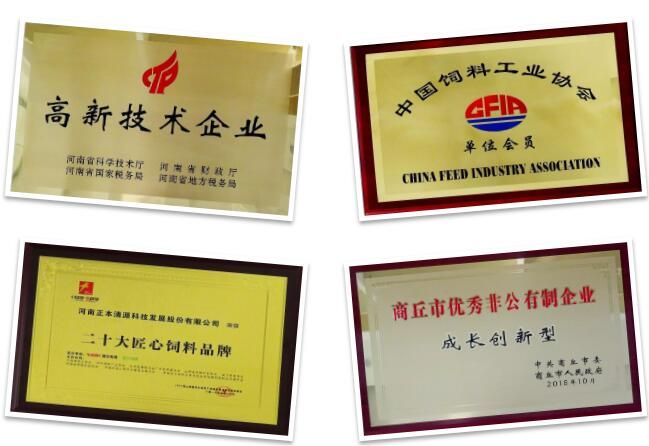 高新技术企业
河南省科学技术厅 河南省财政厅
河南省国家税务局 河南省地方税务局
中国饲料工业协会
CFIA
单位会员
CHINA FEED INDUSTRY ASSOCIATION
河南正本清源科技发展股份有限公司
二十大匠心饲料品牌
商丘市优秀非公有制企业
成长创新型
中共商丘市委
商丘市人民政府
2018年10月